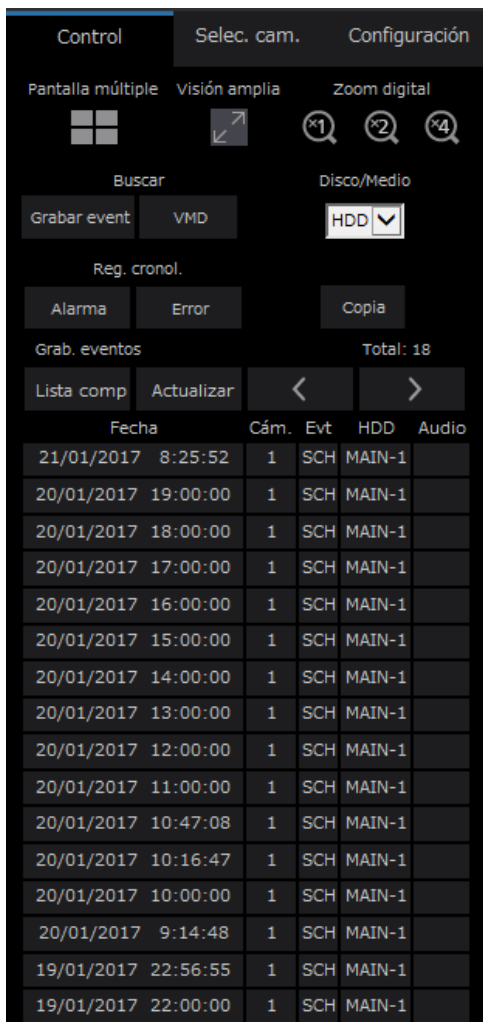 Control Selec. cam. Configuración
Pantalla múltiple Visión amplia Zoom digital
×1 ×2 ×4
Buscar Disco/Medio
Grabar event VMD HDD
Reg. cronol.
Alarma Error Copia
Grab. eventos Total: 18
Lista comp Actualizar < >
Fecha Cám. Evt HDD Audio
21/01/2017 8:25:52 1 SCH MAIN-1
20/01/2017 19:00:00 1 SCH MAIN-1
20/01/2017 18:00:00 1 SCH MAIN-1
20/01/2017 17:00:00 1 SCH MAIN-1
20/01/2017 16:00:00 1 SCH MAIN-1
20/01/2017 15:00:00 1 SCH MAIN-1
20/01/2017 14:00:00 1 SCH MAIN-1
20/01/2017 13:00:00 1 SCH MAIN-1
20/01/2017 12:00:00 1 SCH MAIN-1
20/01/2017 11:00:00 1 SCH MAIN-1
20/01/2017 10:47:08 1 SCH MAIN-1
20/01/2017 10:16:47 1 SCH MAIN-1
20/01/2017 10:00:00 1 SCH MAIN-1
20/01/2017 9:14:48 1 SCH MAIN-1
19/01/2017 22:56:55 1 SCH MAIN-1
19/01/2017 22:00:00 1 SCH MAIN-1